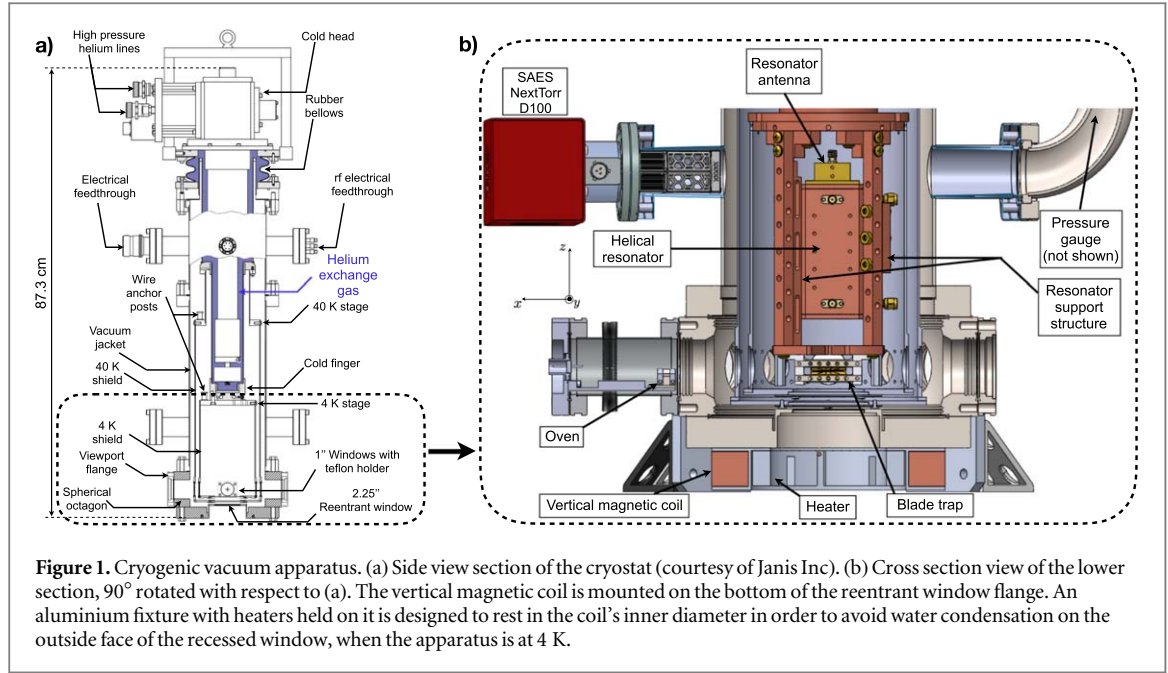 a)
High pressure
helium lines
Cold head
Rubber
bellows
Electrical
feedthrough
rf electrical
feedthrough
87.3 cm
Helium
exchange
gas
Wire
anchor
posts
40 K stage
Vacuum
jacket
40 K
shield
Cold finger
4 K stage
4 K
shield
Viewport
flange
1” Windows with
teflon holder
Spherical
octagon
2.25”
Reentrant window
b)
SAES
NextTorr
D100
Resonator
antenna
Helical
resonator
Pressure
gauge
(not shown)
z
x
y
Resonator
support
structure
Oven
Vertical magnetic coil
Heater
Blade trap
Figure 1. Cryogenic vacuum apparatus. (a) Side view section of the cryostat (courtesy of Janis Inc). (b) Cross section view of the lower
section, 90° rotated with respect to (a). The vertical magnetic coil is mounted on the bottom of the reentrant window flange. An
aluminium fixture with heaters held on it is designed to rest in the coil’s inner diameter in order to avoid water condensation on the
outside face of the recessed window, when the apparatus is at 4 K.